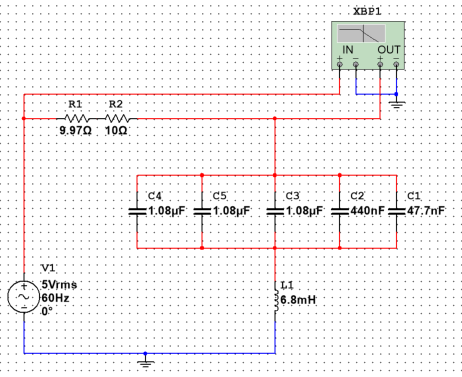 XBP1
IN OUT
R1 R2
9.97Ω 10Ω
C4 C5 C3 C2 C1
1.08µF 1.08µF 1.08µF 440nF 47.7nF
V1
5Vrms
60Hz
0°
L1
6.8mH